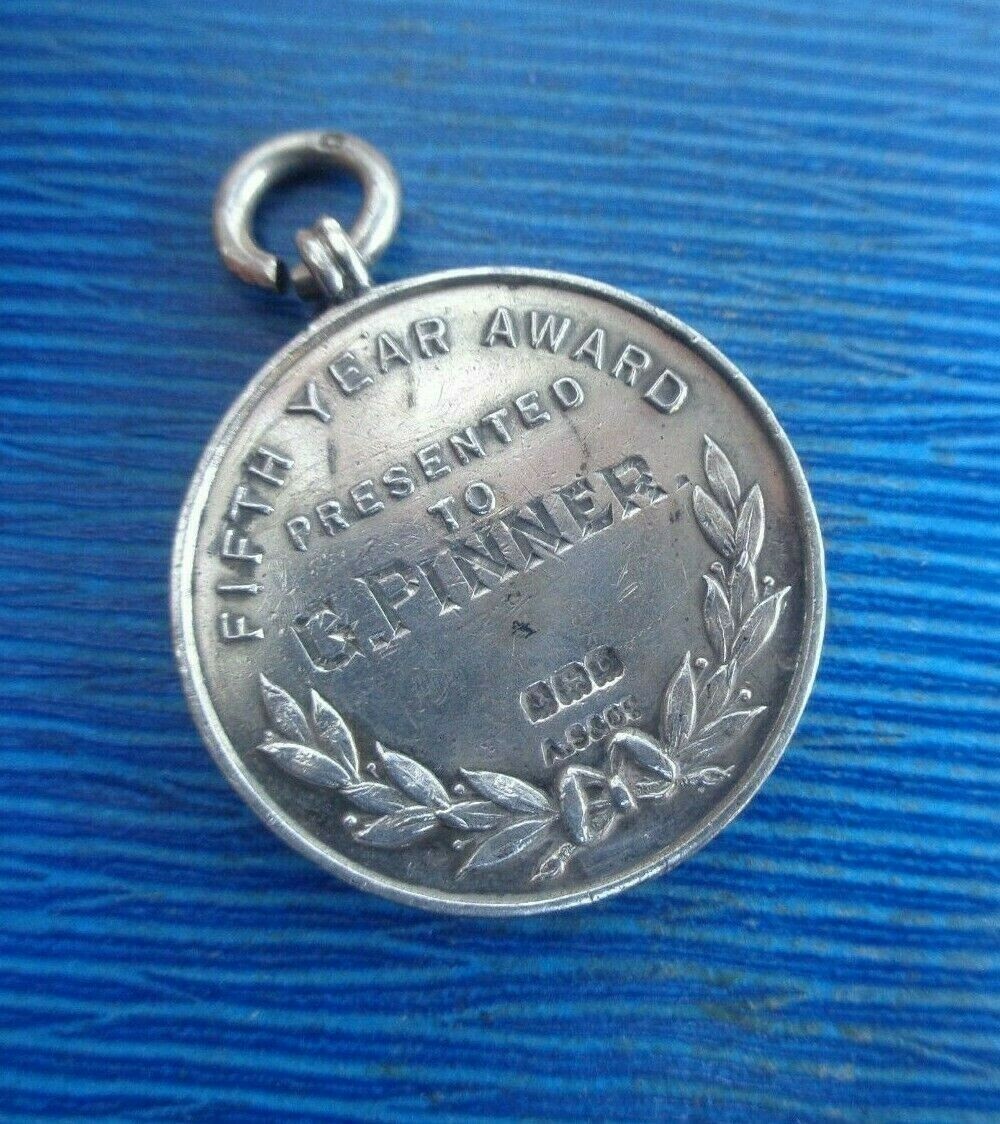 FIFTH YEAR AWARD
PRESENTED
TO
G. PINNER.